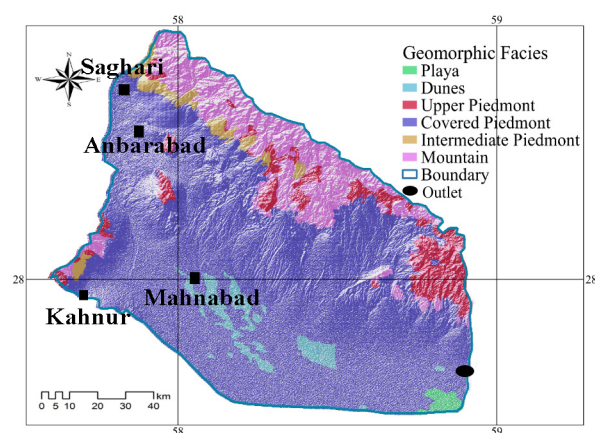 58
59
Geomorphic Facies
Playa
Dunes
Upper Piedmont
Covered Piedmont
Intermediate Piedmont
Mountain
Boundary
Outlet
N
W
E
S
Saghari
Anbarabad
28
28
Mahnabad
Kahnur
0 5 10 20 30 40 km
58
59